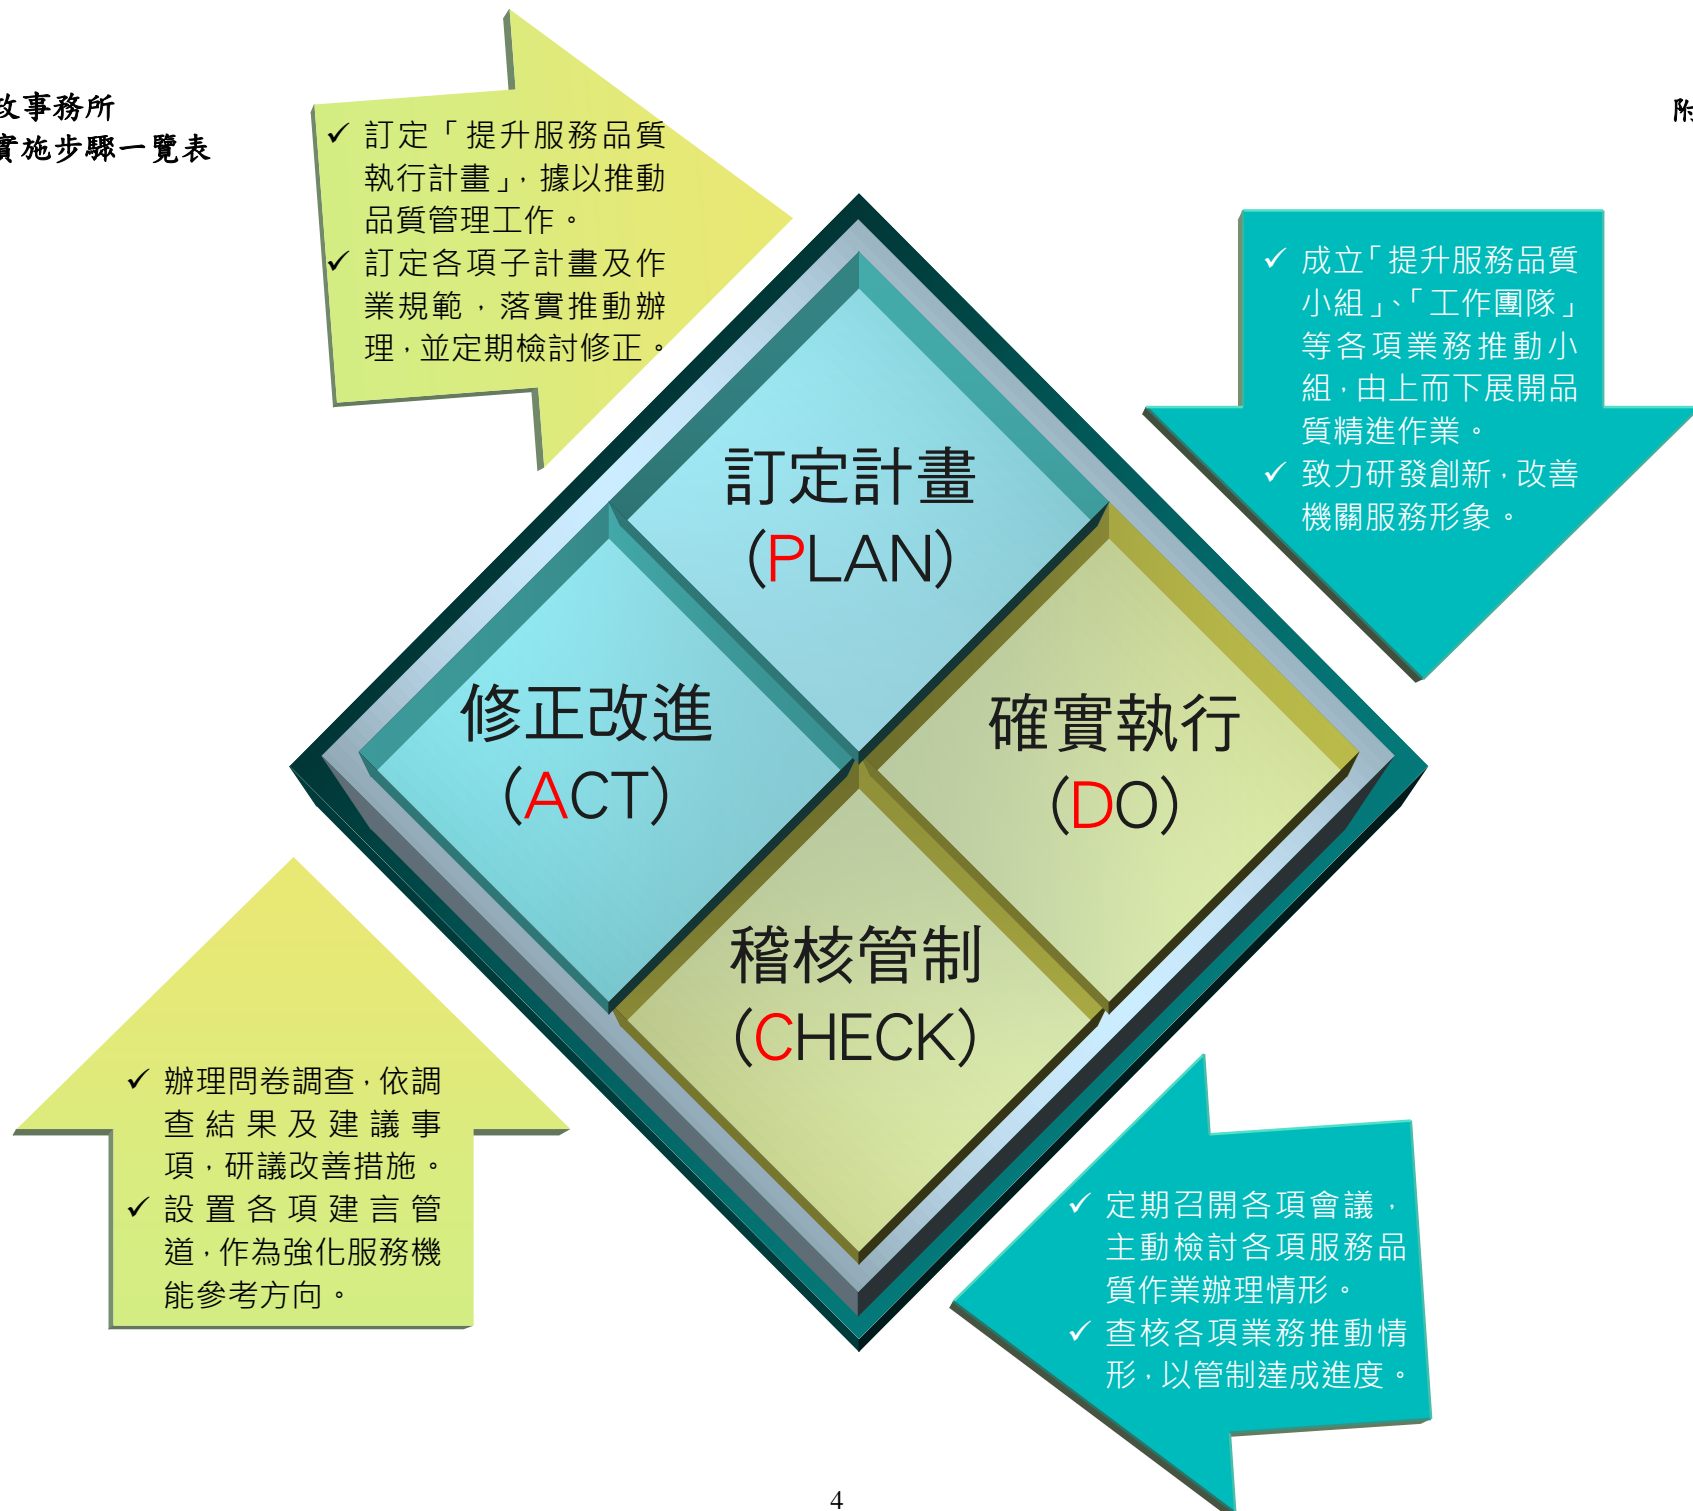 政事務所
實施步驟一覽表
附
✓ 訂定「提升服務品質
執行計畫」，據以推動
品質管理工作。
✓ 訂定各項子計畫及作
業規範，落實推動辦
理，並定期檢討修正。
✓ 成立「提升服務品質
小組」、「工作團隊」
等各項業務推動小
組，由上而下展開品
質精進作業。
✓ 致力研發創新，改善
機關服務形象。
訂定計畫
(PLAN)
修正改進
(ACT)
確實執行
(DO)
稽核管制
(CHECK)
✓ 辦理問卷調查，依調
查結果及建議事
項，研議改善措施。
✓ 設置各項建言管
道，作為強化服務機
能參考方向。
✓ 定期召開各項會議，
主動檢討各項服務品
質作業辦理情形。
✓ 查核各項業務推動情
形，以管制達成進度。
4